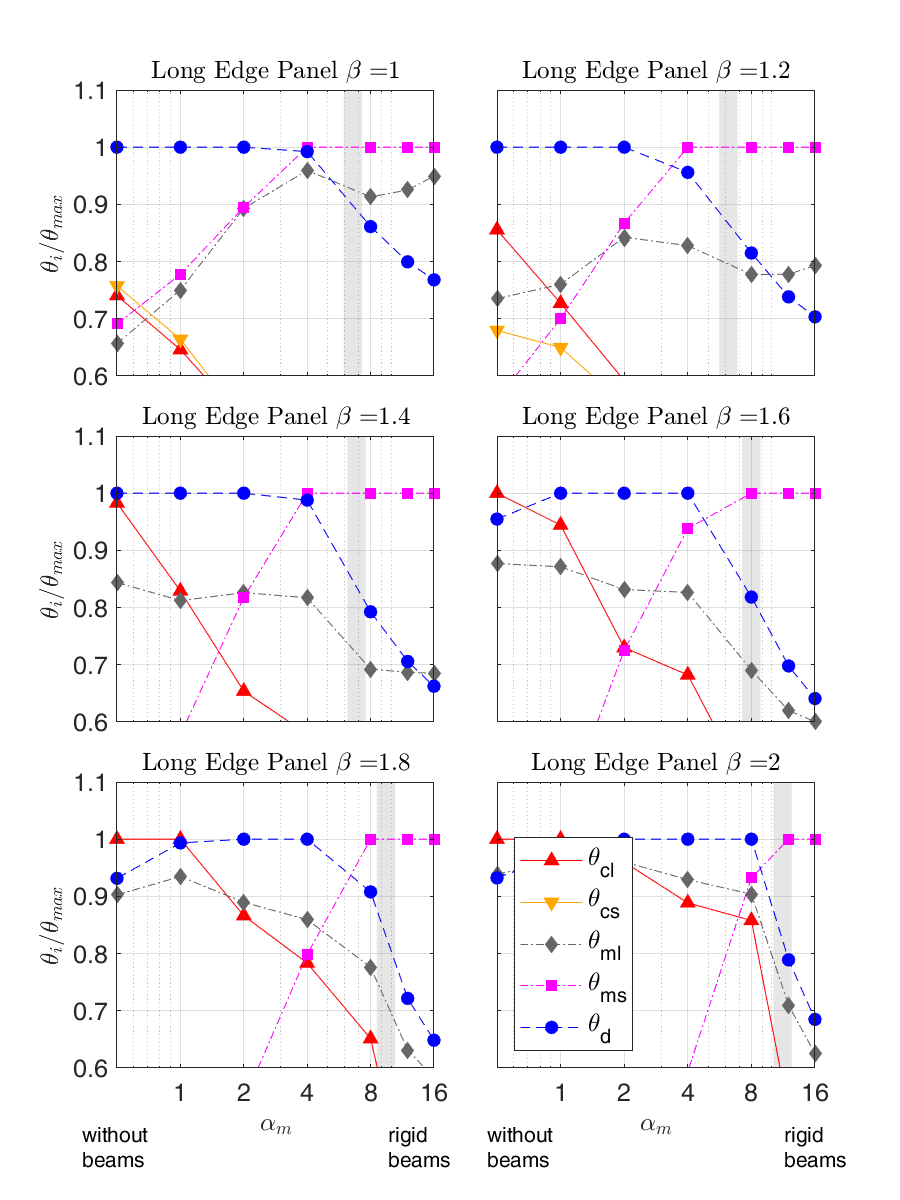 Long Edge Panel β =1
Long Edge Panel β =1.2
1.1
1
0.9
0.8
0.7
0.6
θi/θmax
Long Edge Panel β =1.4
Long Edge Panel β =1.6
1.1
1
0.9
0.8
0.7
0.6
θi/θmax
Long Edge Panel β =1.8
Long Edge Panel β =2
1.1
1
0.9
0.8
0.7
0.6
θi/θmax
θcl
θcs
θml
θms
θd
1 2 4 8 16
1 2 4 8 16
αm
αm
without
beams
rigid
beams
without
beams
rigid
beams